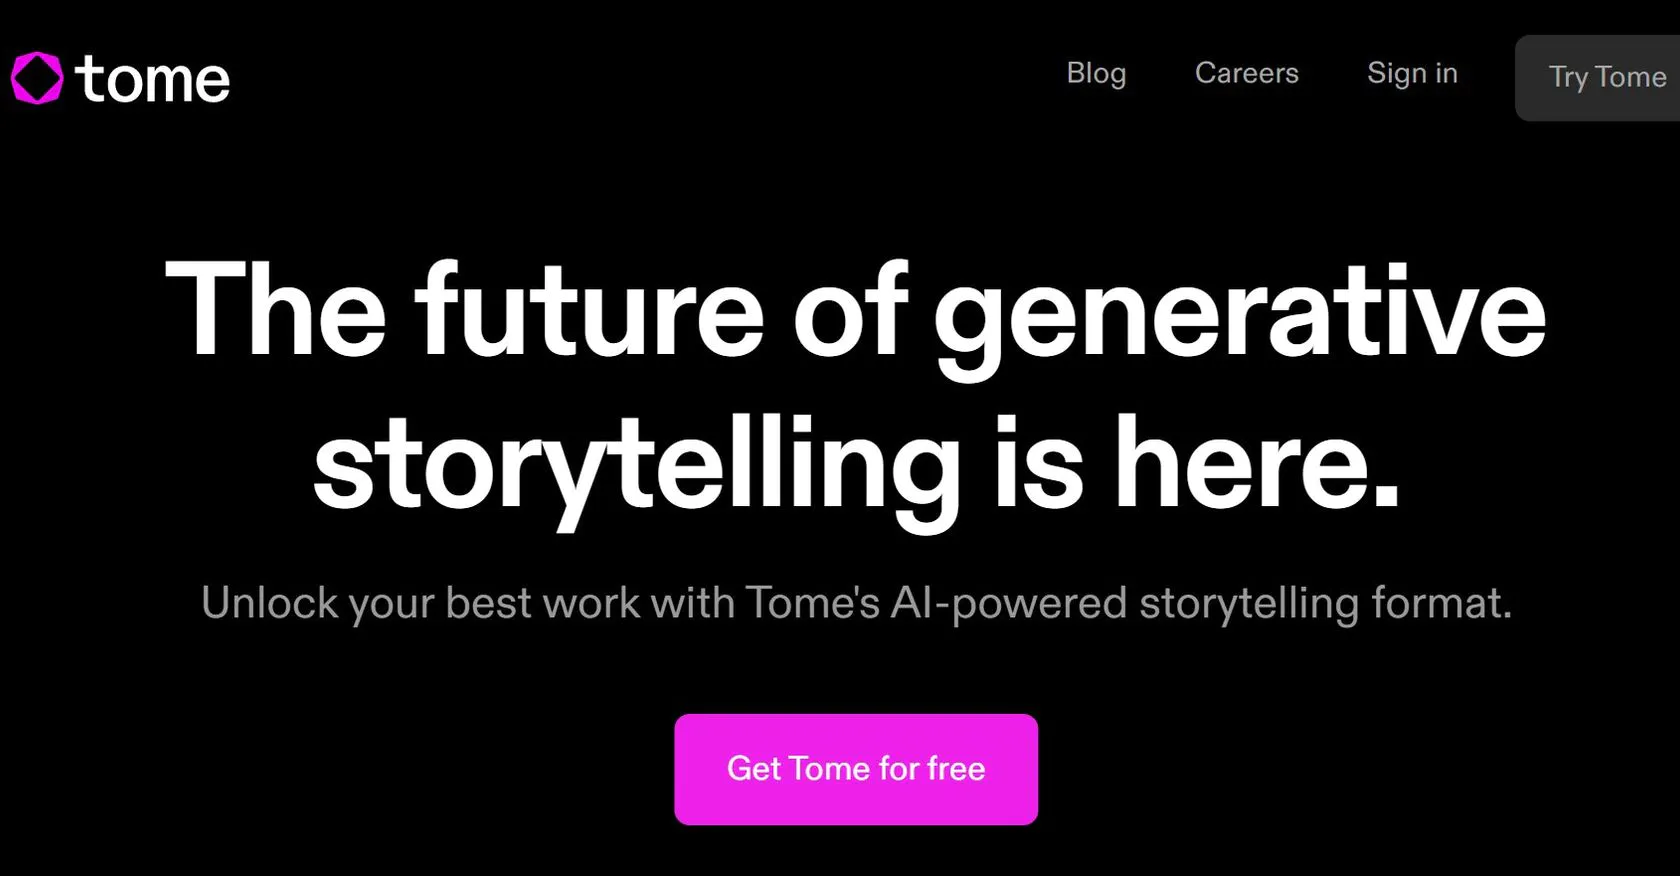 tome
Blog
Careers
Sign in
Try Tome
The future of generative
storytelling is here.
Unlock your best work with Tome's AI-powered storytelling format.
Get Tome for free